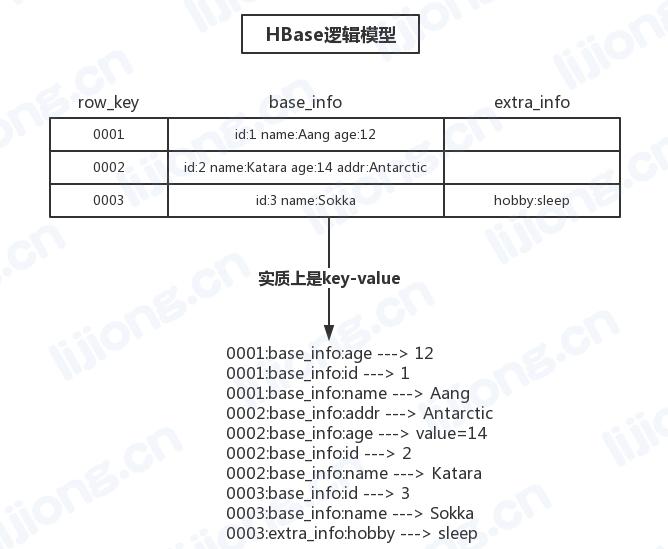 HBase逻辑模型
row_key base_info extra_info
0001 id:1 name:Aang age:12
0002 id:2 name:Katara age:14 addr:Antarctic
0003 id:3 name:Sokka hobby:sleep
实质上是key-value
0001:base_info:age ---> 12
0001:base_info:id ---> 1
0001:base_info:name ---> Aang
0002:base_info:addr ---> Antarctic
0002:base_info:age ---> value=14
0002:base_info:id ---> 2
0002:base_info:name ---> Katara
0003:base_info:id ---> 3
0003:base_info:name ---> Sokka
0003:extra_info:hobby ---> sleep
lijiong.cn
lijiong.cn
lijiong.cn
lijiong.cn
lijiong.cn
lijiong.cn
lijiong.cn